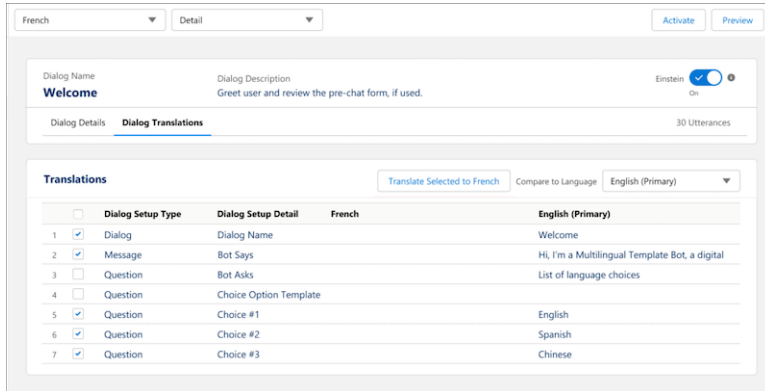 French Detail Activate Preview
Dialog Name Dialog Description Einstein
Welcome Greet user and review the pre-chat form, if used. On
Dialog Details Dialog Translations 30 Utterances
Translations Translate Selected to French Compare to Language English (Primary)
Dialog Setup Type Dialog Setup Detail French English (Primary)
1 Dialog Dialog Name Welcome
2 Message Bot Says Hi, I'm a Multilingual Template Bot, a digital
3 Question Bot Asks List of language choices
4 Question Choice Option Template
5 Question Choice #1 English
6 Question Choice #2 Spanish
7 Question Choice #3 Chinese